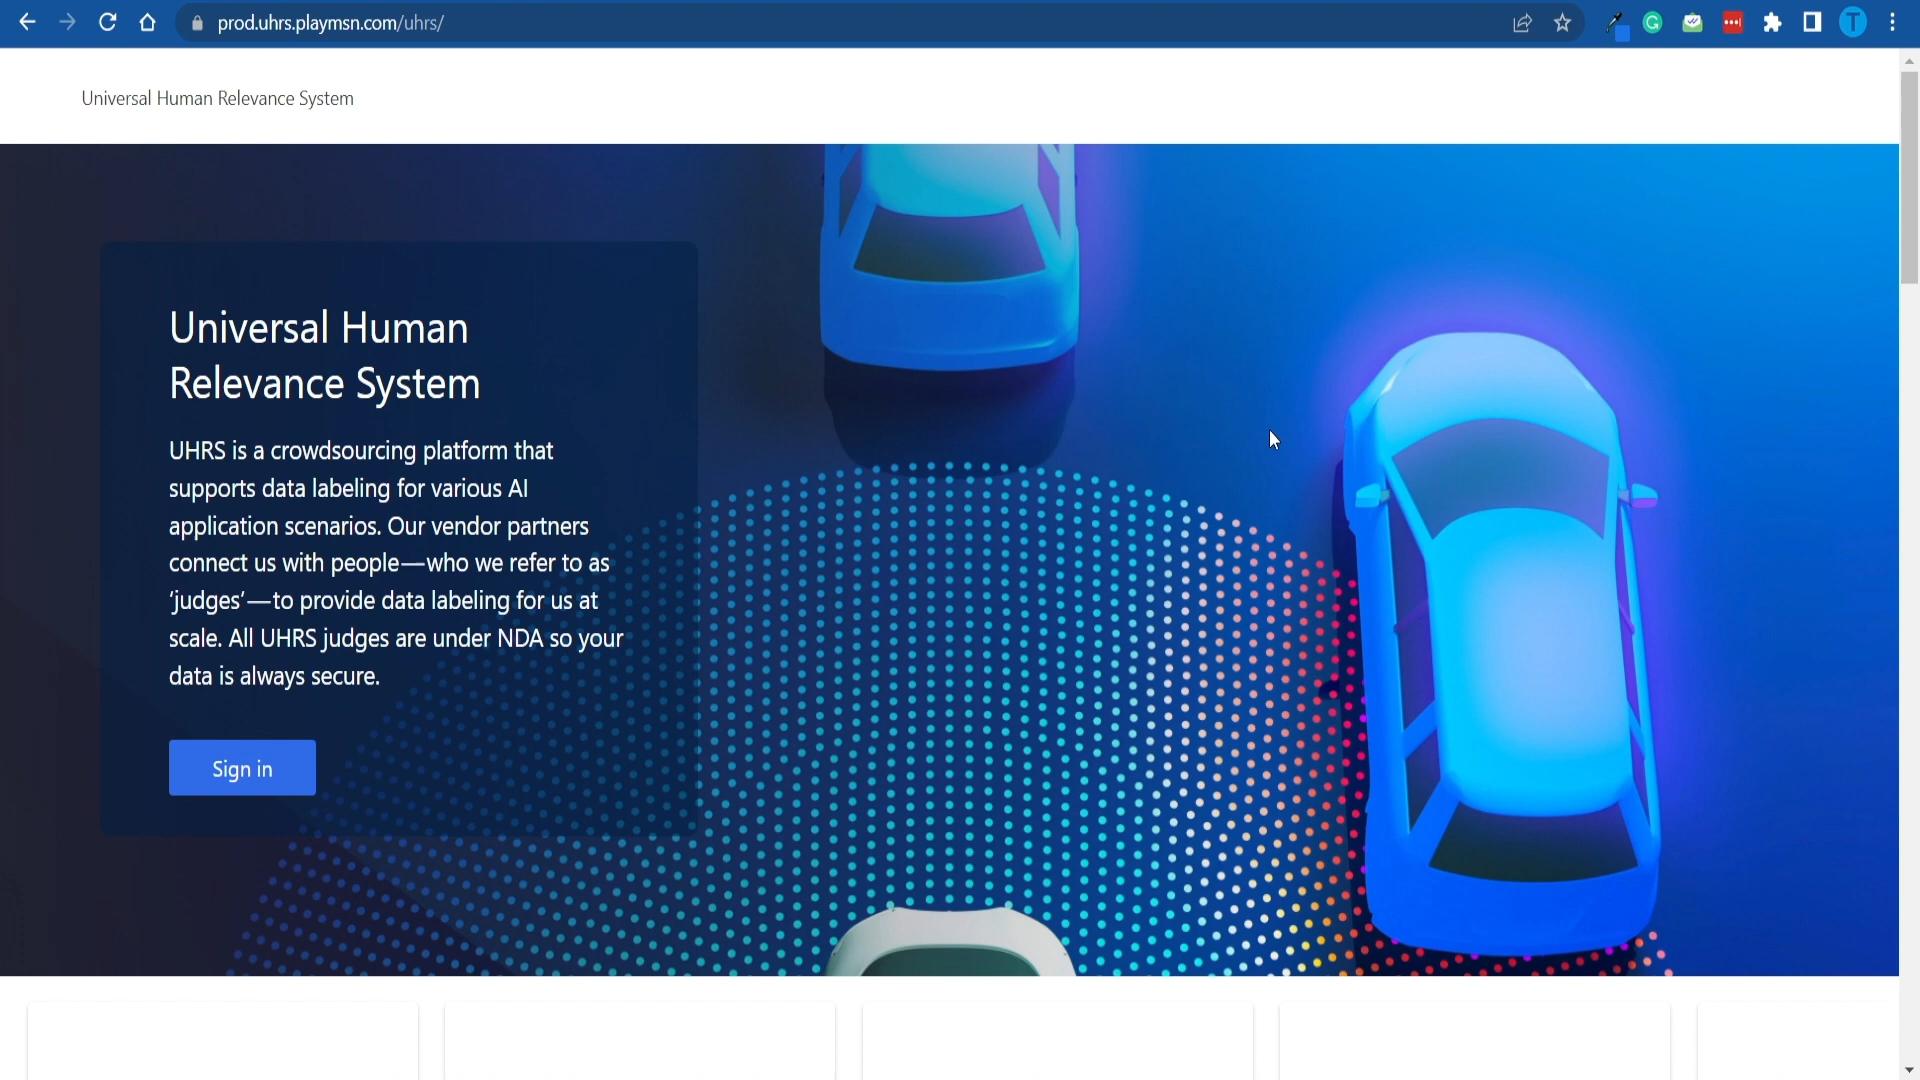 prod.uhrs.playmsn.com/uhrs/
T
Universal Human Relevance System
Universal Human
Relevance System
UHRS is a crowdsourcing platform that
supports data labeling for various AI
application scenarios. Our vendor partners
connect us with people—who we refer to as
‘judges’—to provide data labeling for us at
scale. All UHRS judges are under NDA so your
data is always secure.
Sign in